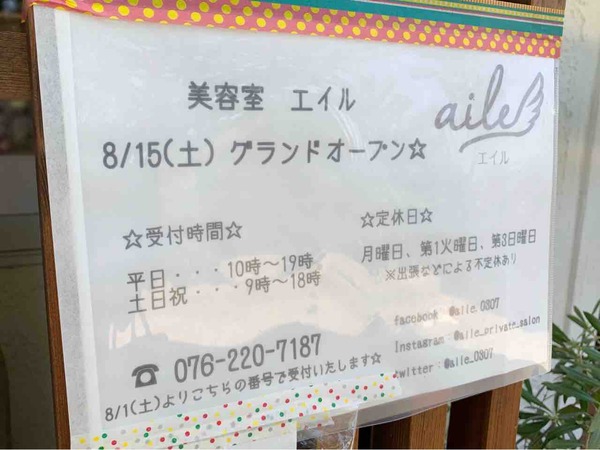 美容室 エイル
aile
エイル
8/15(土) グランドオープン☆
☆受付時間☆
平日・・・10時～19時
土日祝・・・9時～18時
☆定休日☆
月曜日、第1火曜日、第3日曜日
※出張などによる不定休あり
☎ 076-220-7187
8/1(土)よりこちらの番号で受付いたします☆
facebook : @aile_0807
Instagram : @aile_private_salon
twitter : @aile_0807